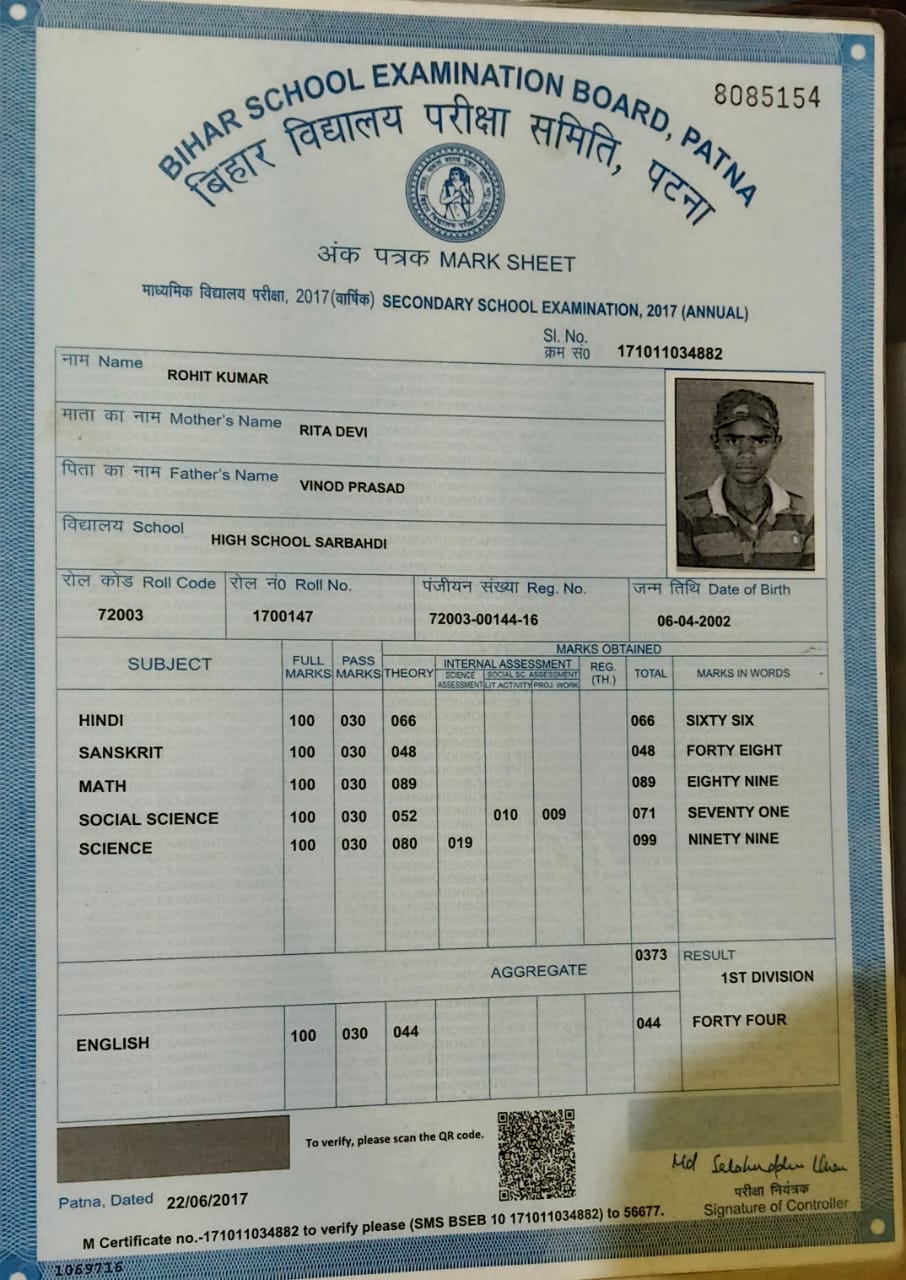 8085154
BIHAR SCHOOL EXAMINATION BOARD, PATNA
बिहार विद्यालय परीक्षा समिति, पटना
अंक पत्रक MARK SHEET
माध्यमिक विद्यालय परीक्षा, 2017(वार्षिक) SECONDARY SCHOOL EXAMINATION, 2017 (ANNUAL)
Sl. No.
क्रम सं0 171011034882
नाम Name
ROHIT KUMAR
माता का नाम Mother's Name
RITA DEVI
पिता का नाम Father's Name
VINOD PRASAD
विद्यालय School
HIGH SCHOOL SARBAHDI
रोल कोड Roll Code रोल नं0 Roll No. पंजीयन संख्या Reg. No. जन्म तिथि Date of Birth
72003 1700147 72003-00144-16 06-04-2002
MARKS OBTAINED
SUBJECT FULL MARKS PASS MARKS THEORY INTERNAL ASSESSMENT REG. (TH.) TOTAL MARKS IN WORDS
SCIENCE ASSESSMENT SOCIAL SC. ASSESSMENT
LIT ACTIVITY PROJ. WORK
HINDI 100 030 066 066 SIXTY SIX
SANSKRIT 100 030 048 048 FORTY EIGHT
MATH 100 030 089 089 EIGHTY NINE
SOCIAL SCIENCE 100 030 052 010 009 071 SEVENTY ONE
SCIENCE 100 030 080 019 099 NINETY NINE
AGGREGATE 0373 RESULT
1ST DIVISION
ENGLISH 100 030 044 044 FORTY FOUR
To verify, please scan the QR code.
Md
परीक्षा नियंत्रक
Signature of Controller
Patna, Dated 22/06/2017
M Certificate no.-171011034882 to verify please (SMS BSEB 10 171011034882) to 56677.
1069716